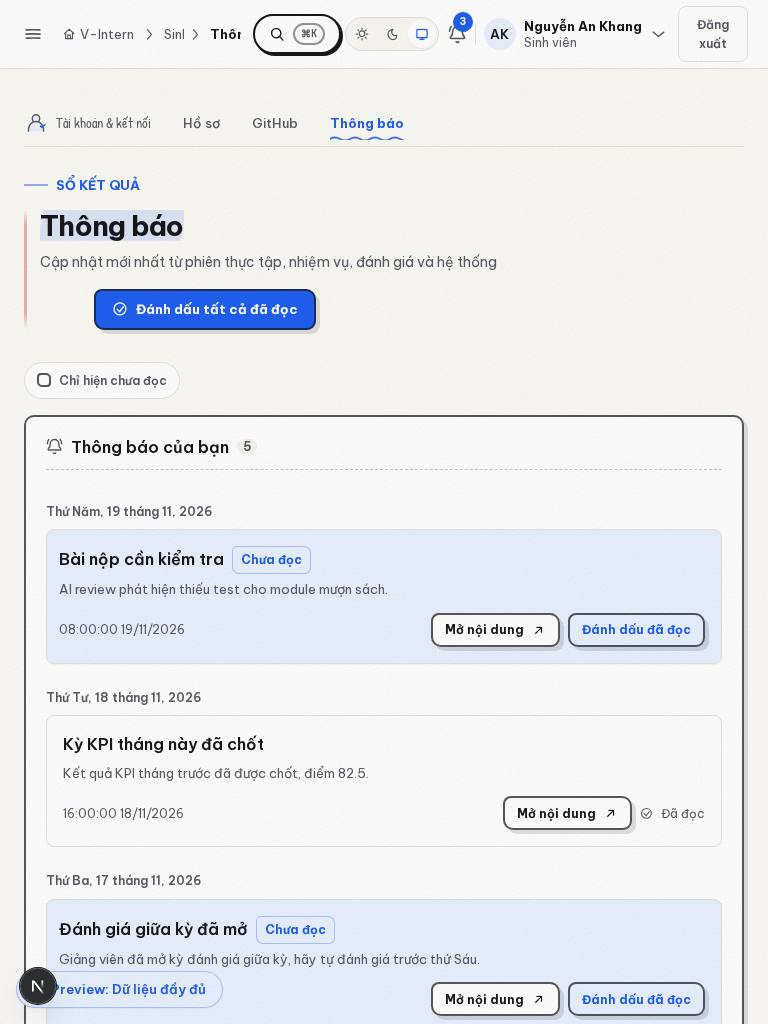 V-Intern > Sinl > Thôr
⌘K
3
AK
Nguyễn An Khang
Sinh viên
Đăng xuất
Tài khoản & kết nối
Hồ sơ
GitHub
Thông báo
SỔ KẾT QUẢ
Thông báo
Cập nhật mới nhất từ phiên thực tập, nhiệm vụ, đánh giá và hệ thống
Đánh dấu tất cả đã đọc
Chỉ hiện chưa đọc
Thông báo của bạn 5
Thứ Năm, 19 tháng 11, 2026
Bài nộp cần kiểm tra Chưa đọc
AI review phát hiện thiếu test cho module mượn sách.
08:00:00 19/11/2026 Mở nội dung Đánh dấu đã đọc
Thứ Tư, 18 tháng 11, 2026
Kỳ KPI tháng này đã chốt
Kết quả KPI tháng trước đã được chốt, điểm 82.5.
16:00:00 18/11/2026 Mở nội dung Đã đọc
Thứ Ba, 17 tháng 11, 2026
Đánh giá giữa kỳ đã mở Chưa đọc
Giảng viên đã mở kỳ đánh giá giữa kỳ, hãy tự đánh giá trước thứ Sáu.
N
Preview: Dữ liệu đầy đủ
Mở nội dung Đánh dấu đã đọc